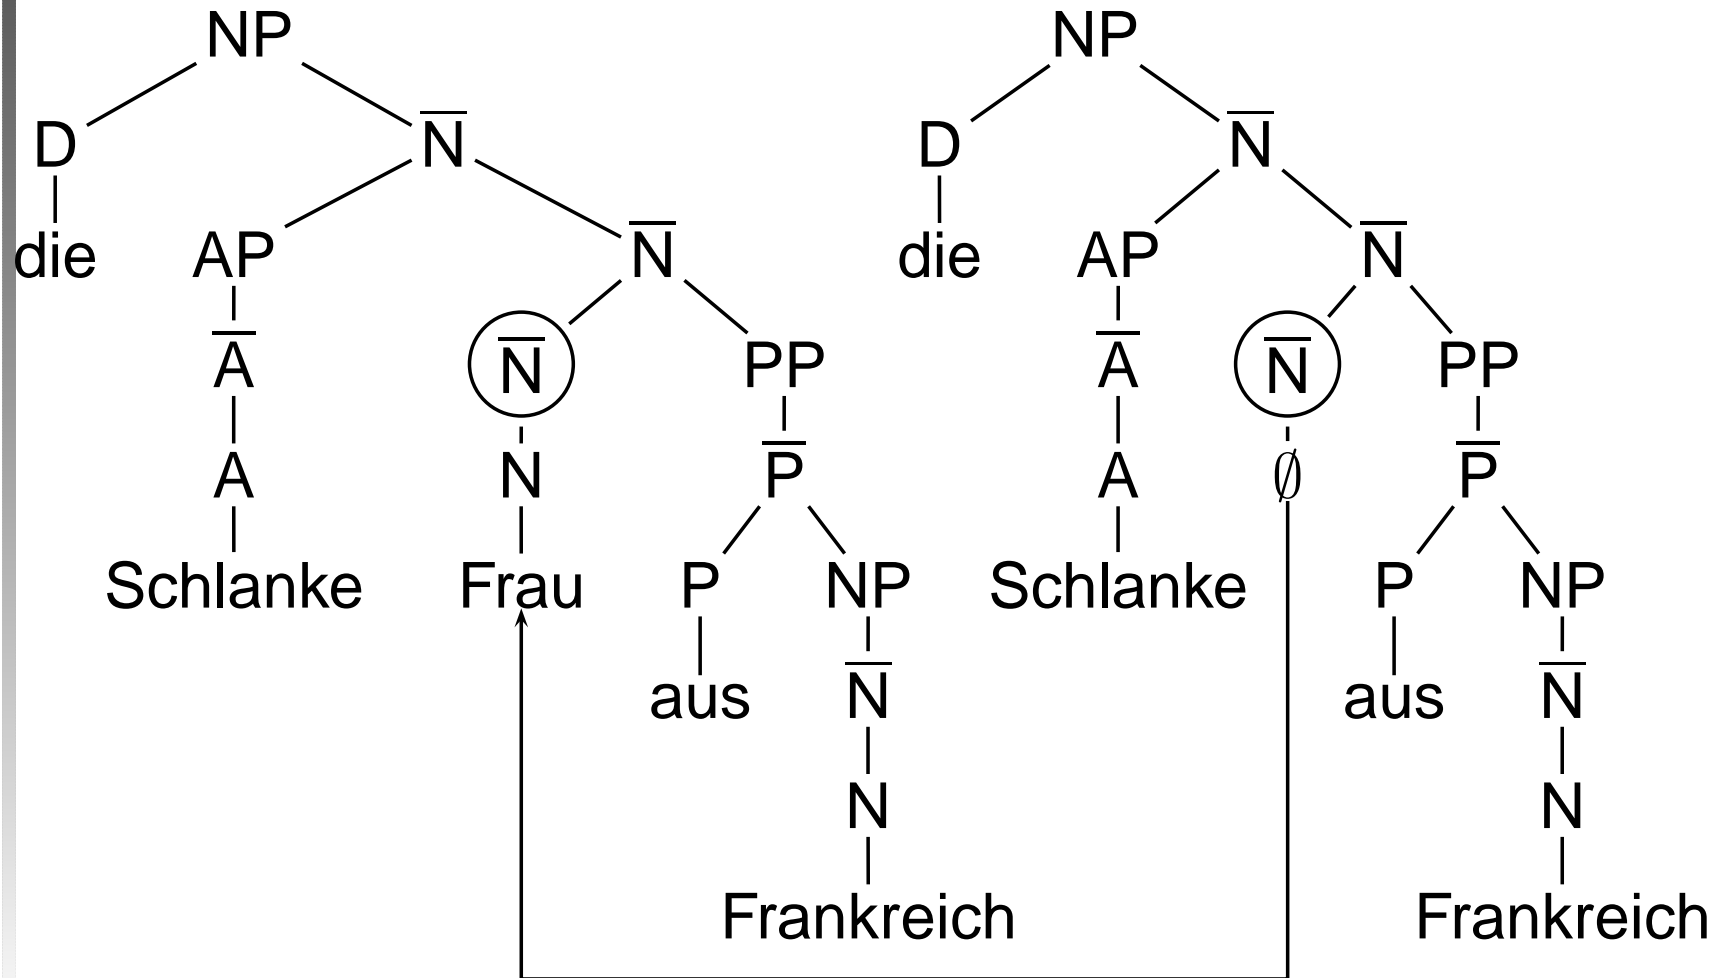 NP NP
D N̅ D N̅
die AP N̅ die AP N̅
A̅ N̅ PP A̅ N̅ PP
A N P̅ A ∅ P̅
Schlanke Frau P NP Schlanke P NP
aus N̅ aus N̅
N N
Frankreich Frankreich